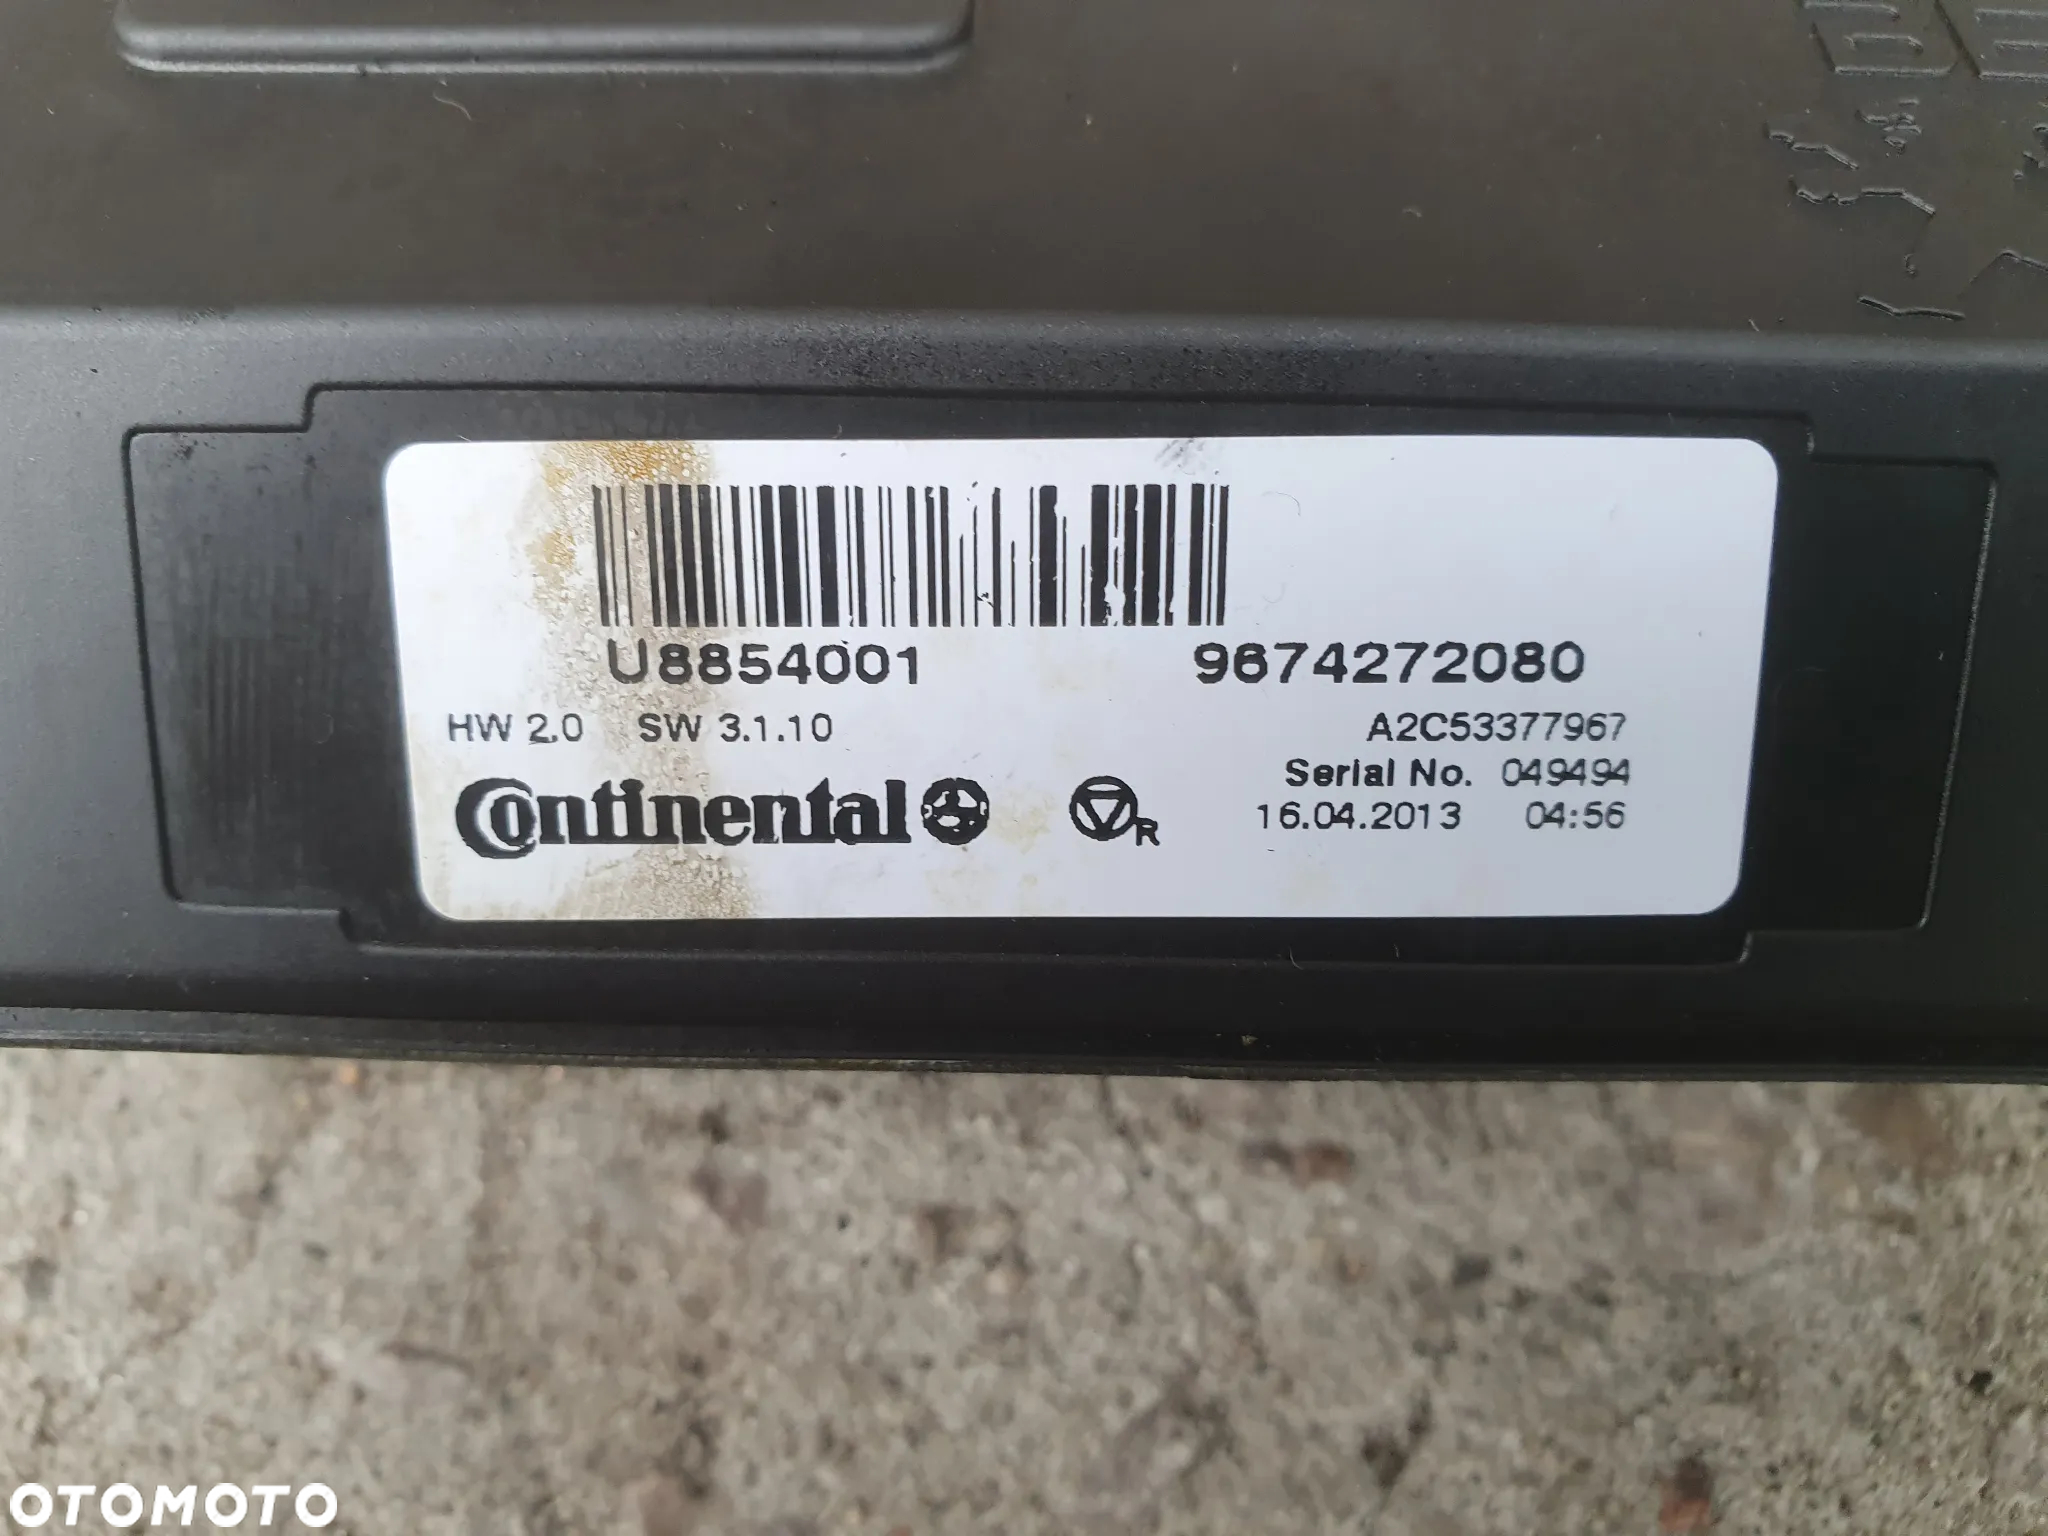 U8854001 9674272080
HW 2.0 SW 3.1.10 A2C53377967
Serial No. 049494
Continental R 16.04.2013 04:56
OTOMOTO